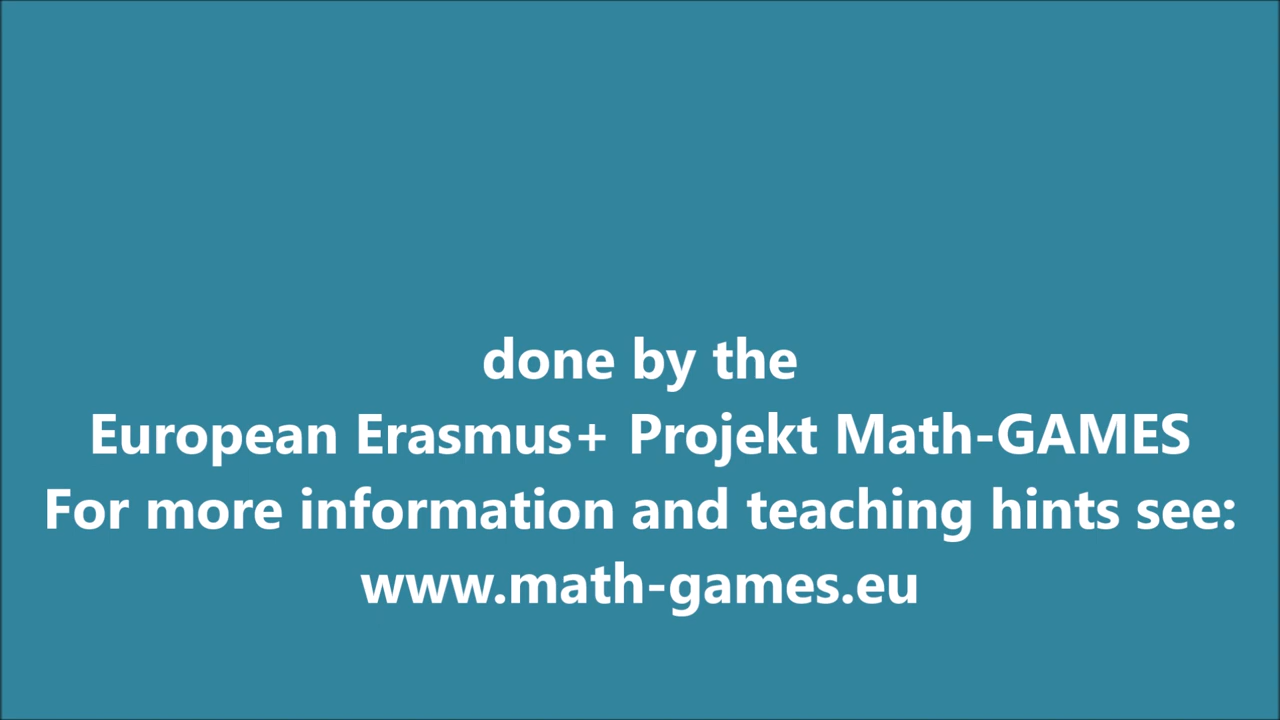 done by the
European Erasmus+ Projekt Math-GAMES
For more information and teaching hints see:
www.math-games.eu